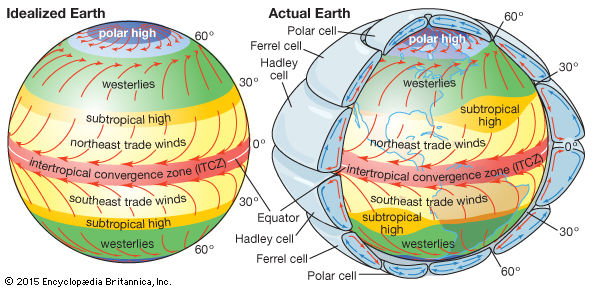 Idealized Earth
polar high
60°
westerlies
30°
subtropical high
northeast trade winds
0°
intertropical convergence zone (ITCZ)
southeast trade winds
30°
subtropical high
westerlies
60°
Actual Earth
Polar cell
Ferrel cell
Hadley
cell
polar high
60°
westerlies
30°
subtropical
high
northeast trade winds
0°
intertropical convergence zone (ITCZ)
southeast trade winds
Equator
subtropical
high
30°
Hadley cell
westerlies
Ferrel cell
60°
Polar cell
© 2015 Encyclopædia Britannica, Inc.